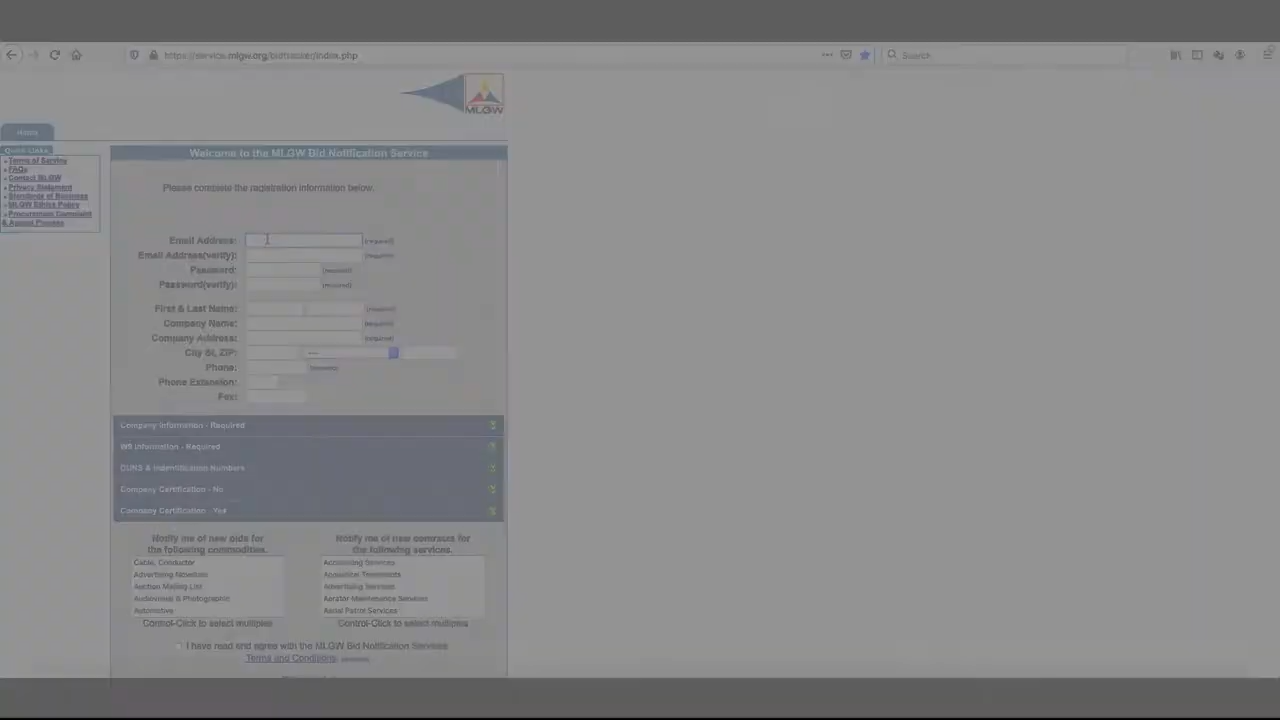 https://service.mlgw.org/bidtracker/index.php
Search
MLGW
Home
Quick Links
Terms of Service
FAQs
Contact MLGW
Privacy Statement
Standards of Business
MLGW Ethics Policy
Procurement Complaint
& Appeal Process
Welcome to the MLGW Bid Notification Service
Please complete the registration information below.
Email Address: (required)
Email Address(verify): (required)
Password: (required)
Password(verify): (required)
First & Last Name: (required)
Company Name: (required)
Company Address: (required)
City St, ZIP: ----
Phone: (required)
Phone Extension:
Fax:
Company Information - Required
W9 Information - Required
DUNS & Indentification Numbers
Company Certification - No
Company Certification - Yes
Notify me of new bids for
the following commodities.
Cable, Conductor
Advertising Novelties
Auction Mailing List
Audiovisual & Photographic
Automotive
Control-Click to select multiples
Notify me of new contracts for
the following services.
Accounting Services
Acquation Treatments
Advertising Services
Aerator Maintenance Services
Aerial Patrol Services
Control-Click to select multiples
I have read and agree with the MLGW Bid Notification Services
Terms and Conditions (required)